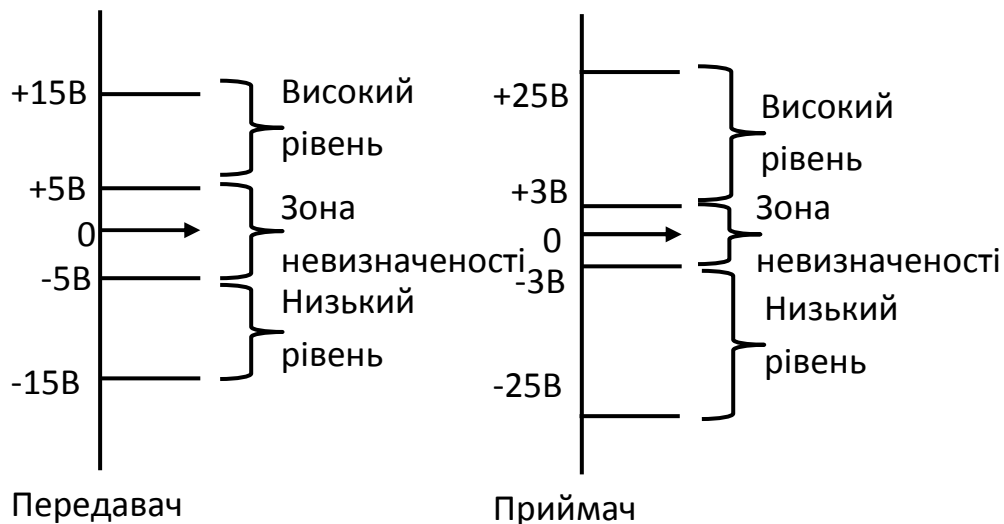 +15В
Високий
рівень
+5В
Зона
0
невизначеності
-5В
Низький
рівень
-15В
Передавач
+25В
Високий
рівень
+3В
Зона
0
невизначеності
-3В
Низький
рівень
-25В
Приймач